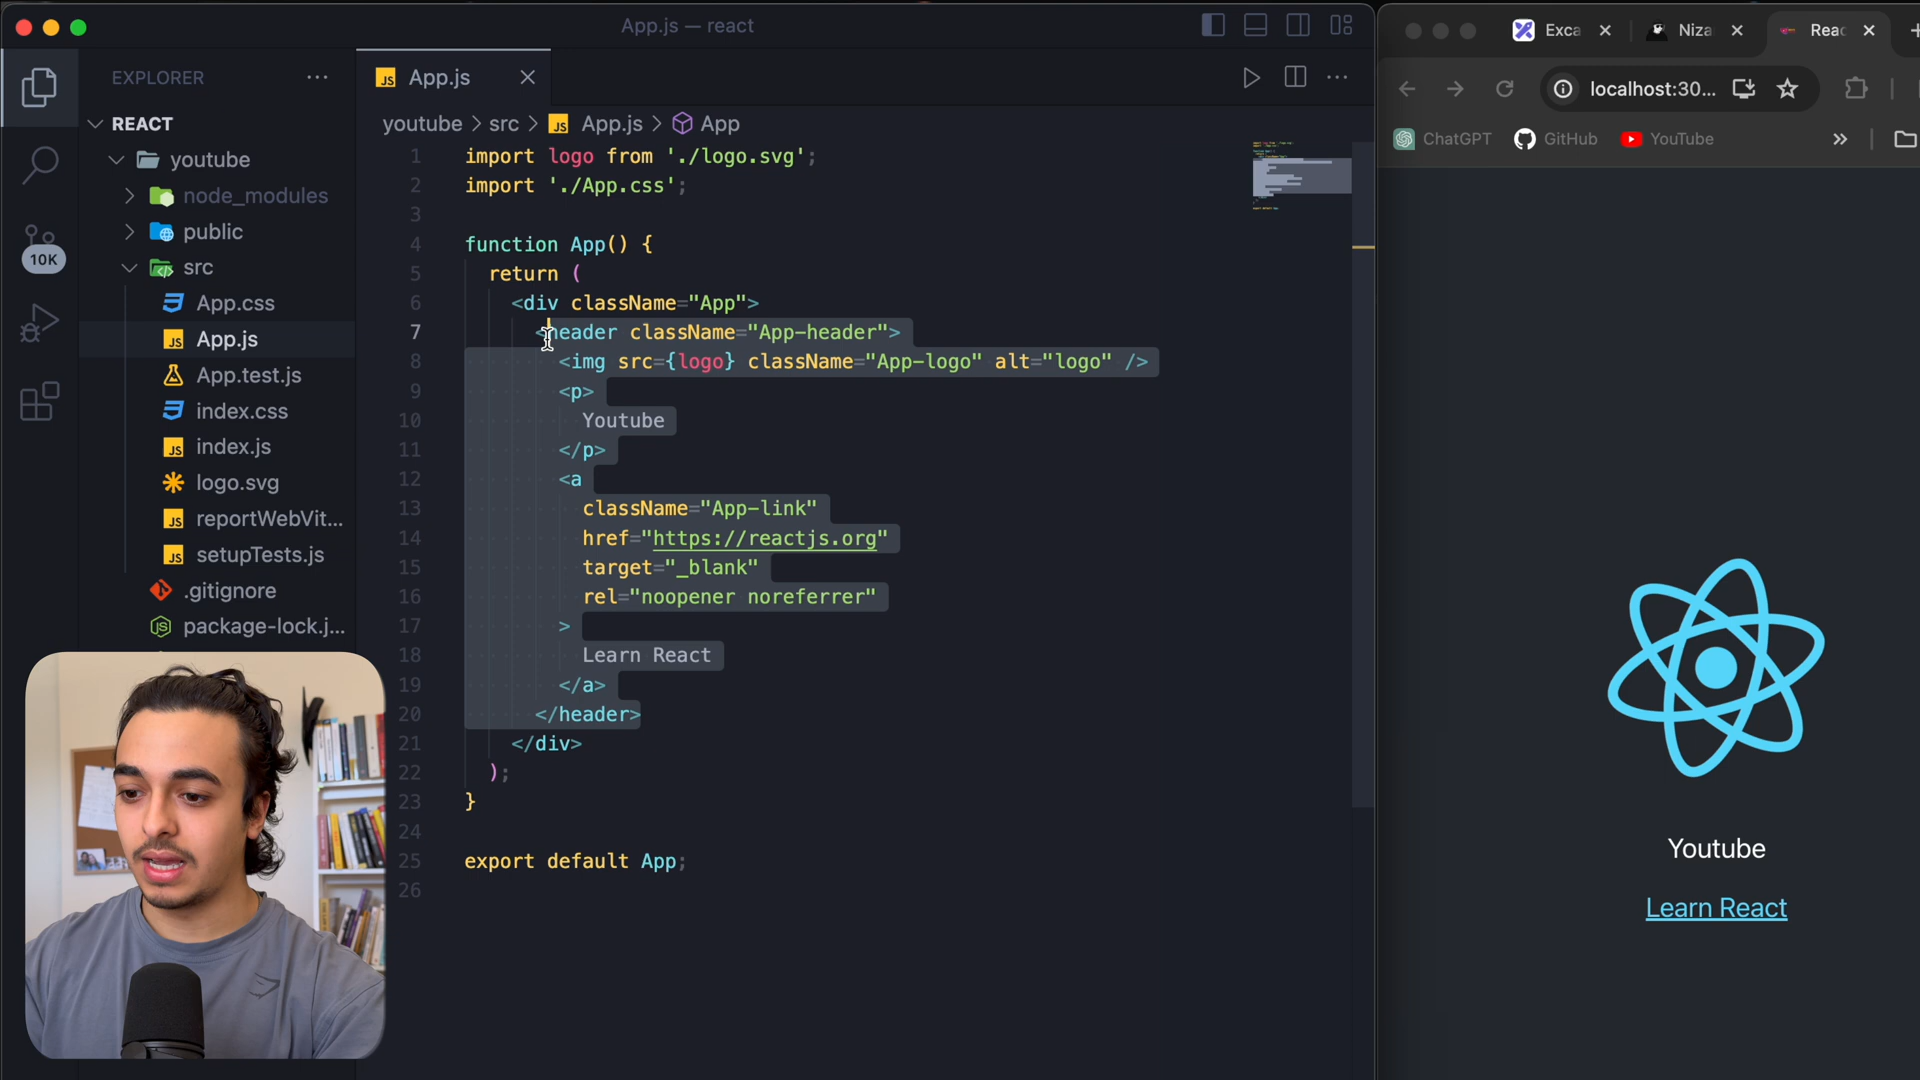 App.js — react
EXPLORER
REACT
youtube
node_modules
public
src
App.css
App.js
App.test.js
index.css
index.js
logo.svg
reportWebVit...
setupTests.js
.gitignore
package-lock.j...
10K
App.js
youtube > src > App.js > App
1 import logo from './logo.svg';
2 import './App.css';
3
4 function App() {
5 return (
6 <div className="App">
7 <header className="App-header">
8 <img src={logo} className="App-logo" alt="logo" />
9 <p>
10 Youtube
11 </p>
12 <a
13 className="App-link"
14 href="https://reactjs.org"
15 target="_blank"
16 rel="noopener noreferrer"
17 >
18 Learn React
19 </a>
20 </header>
21 </div>
22 );
23 }
24
25 export default App;
26
Exca
Niza
Reac
localhost:30...
ChatGPT
GitHub
YouTube
Youtube
Learn React